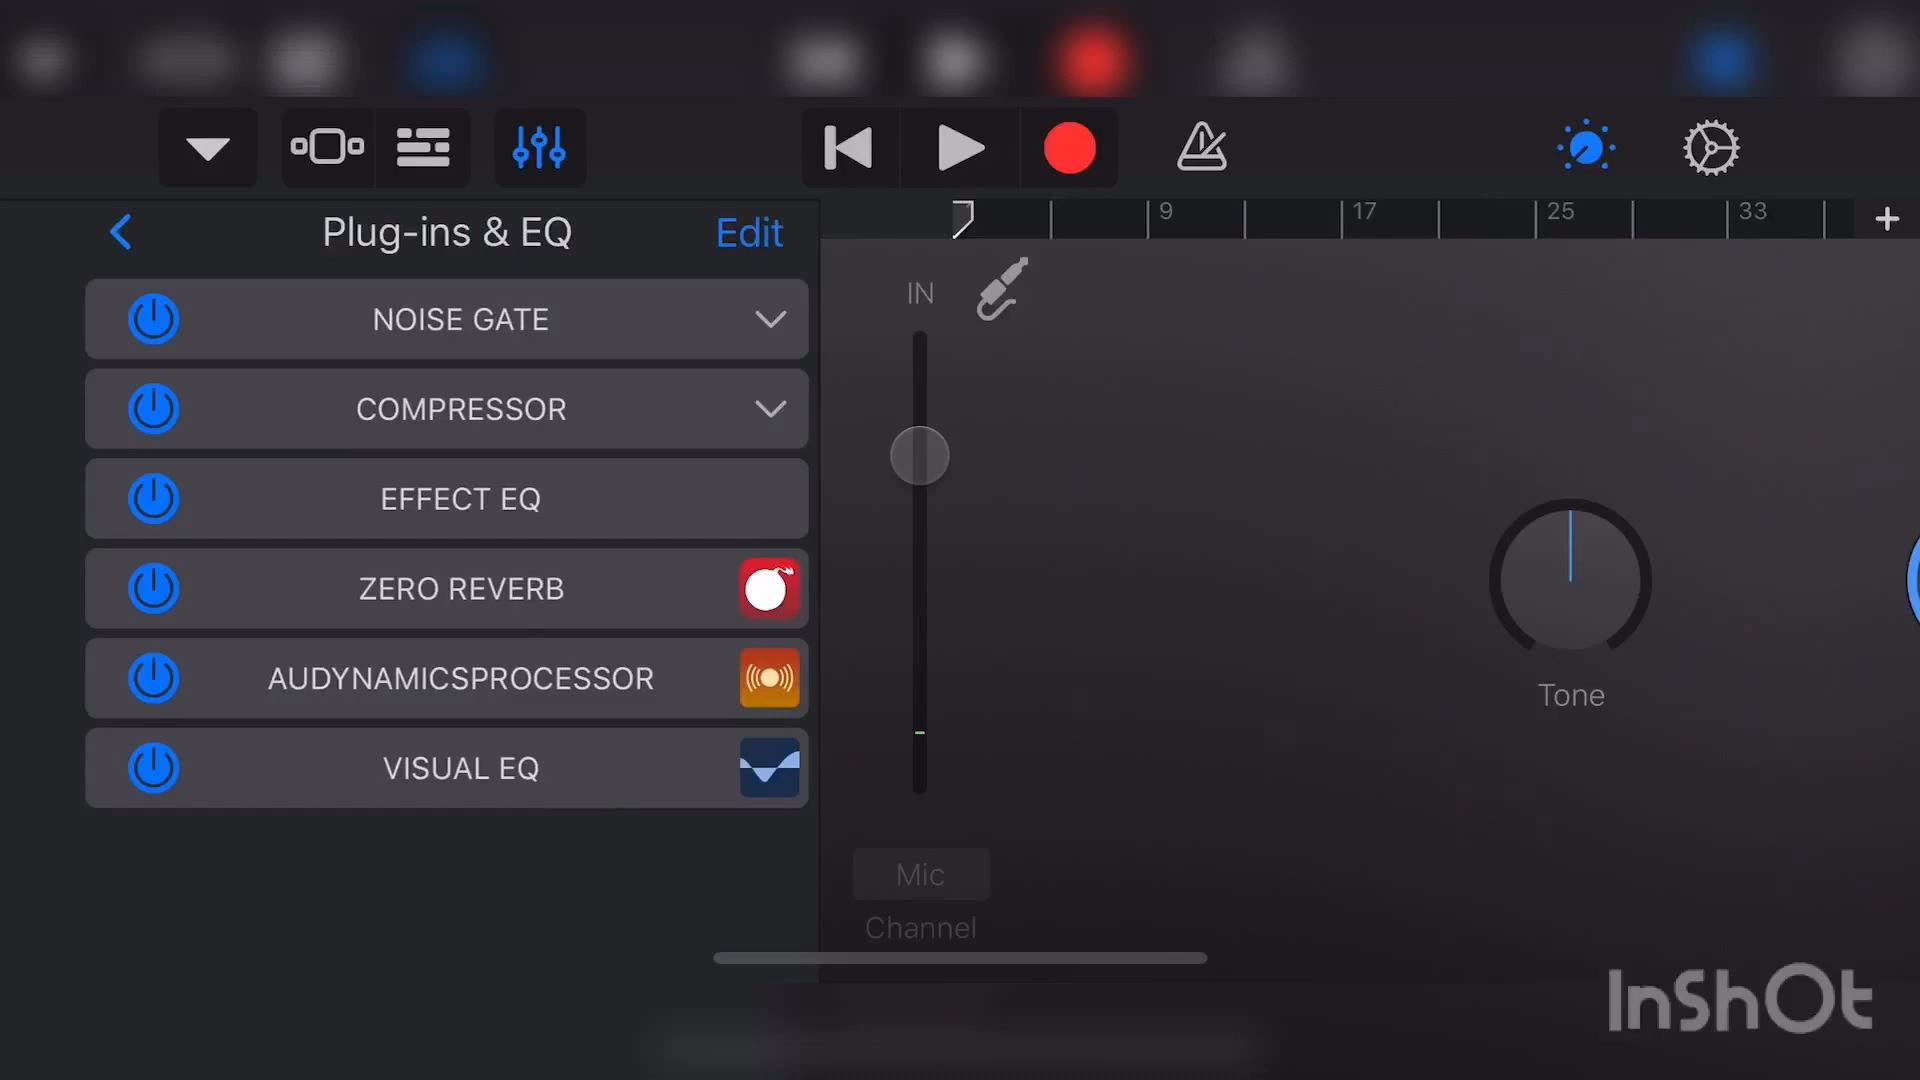 Plug-ins & EQ
Edit
9
17
25
33
NOISE GATE
COMPRESSOR
EFFECT EQ
ZERO REVERB
AUDYNAMICSPROCESSOR
VISUAL EQ
IN
Tone
Mic
Channel
InShOt